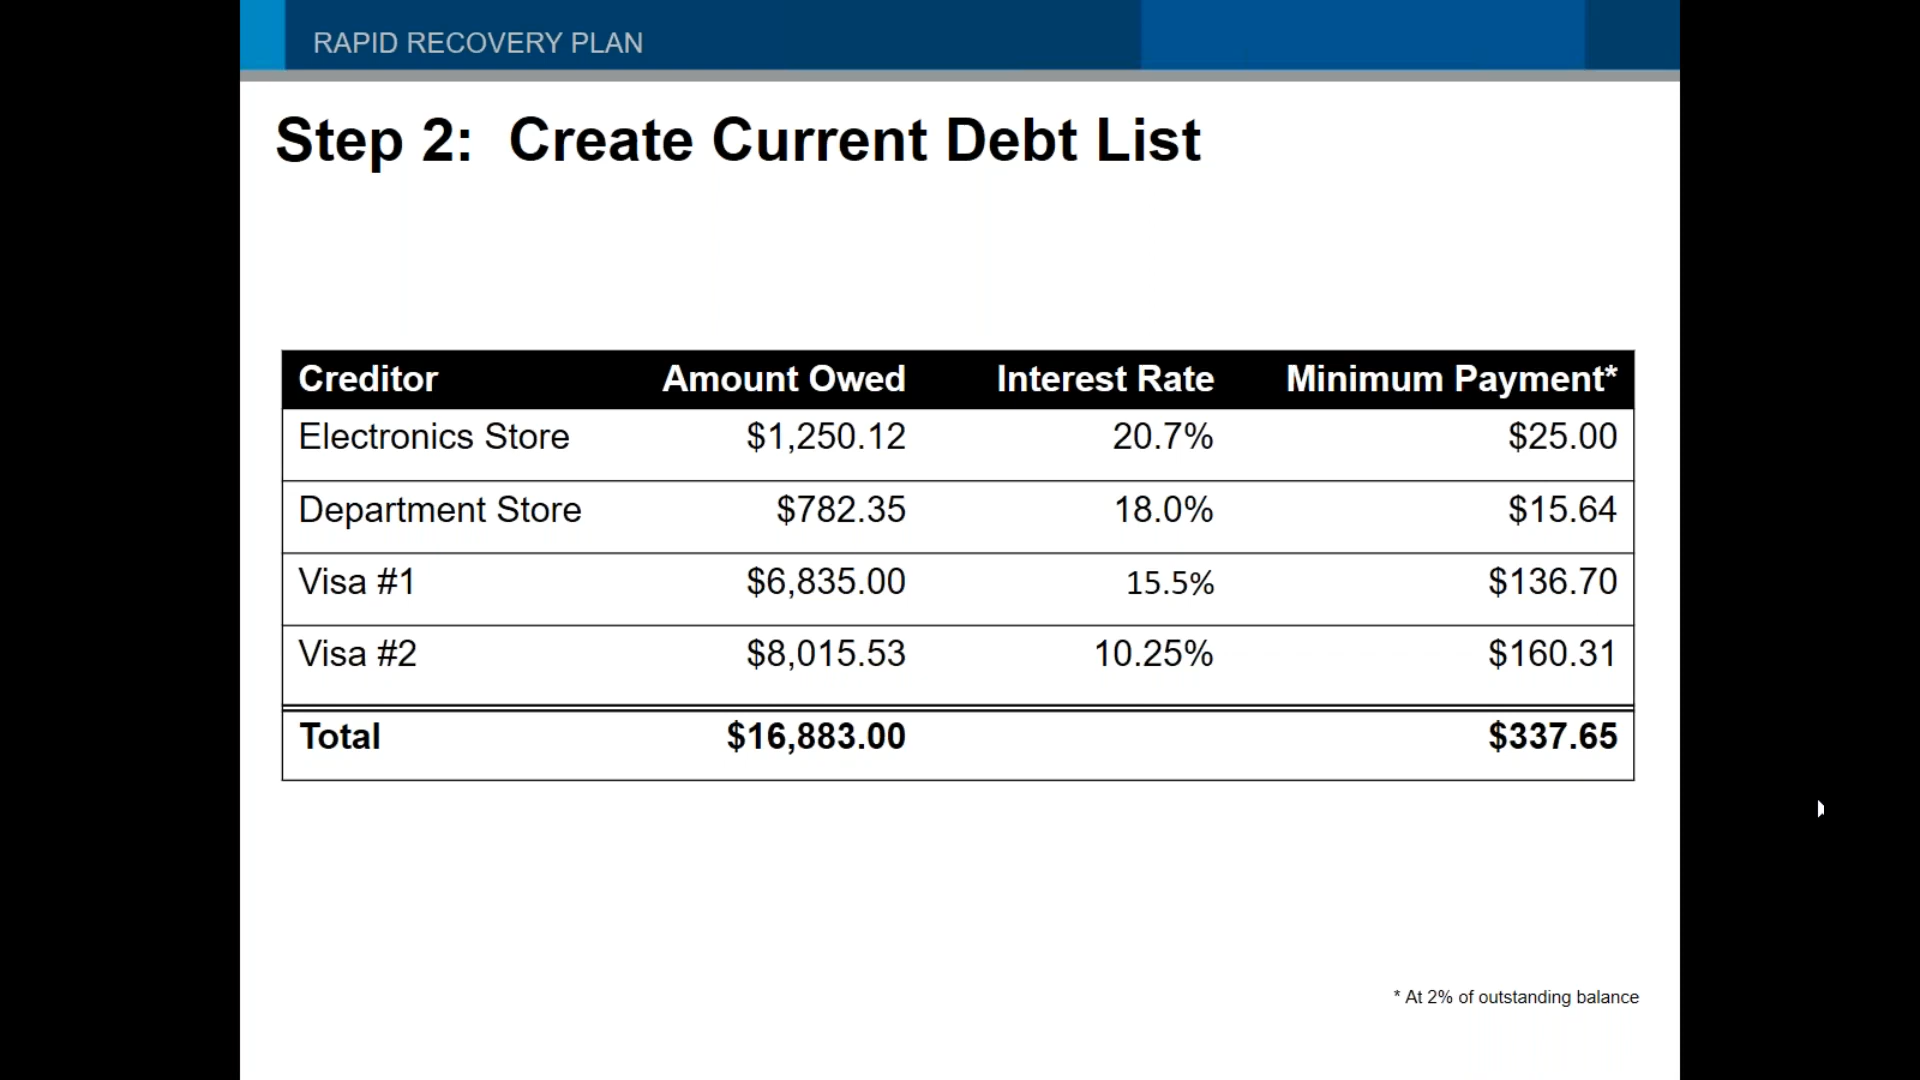 RAPID RECOVERY PLAN
Step 2: Create Current Debt List
Creditor Amount Owed Interest Rate Minimum Payment*
Electronics Store $1,250.12 20.7% $25.00
Department Store $782.35 18.0% $15.64
Visa #1 $6,835.00 15.5% $136.70
Visa #2 $8,015.53 10.25% $160.31
Total $16,883.00 $337.65
* At 2% of outstanding balance